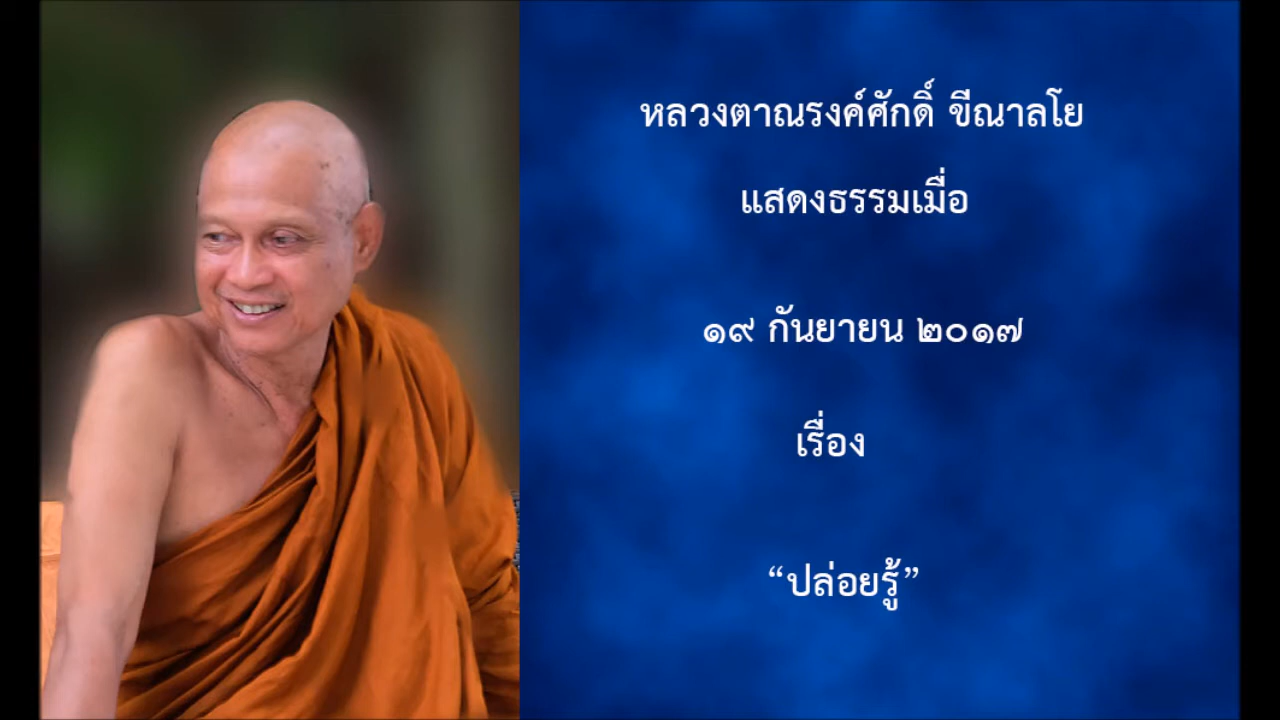 หลวงตาณรงค์ศักดิ์ ขีณาลโย
แสดงธรรมเมื่อ
๑๙ กันยายน ๒๐๑๗
เรื่อง
“ปล่อยรู้”